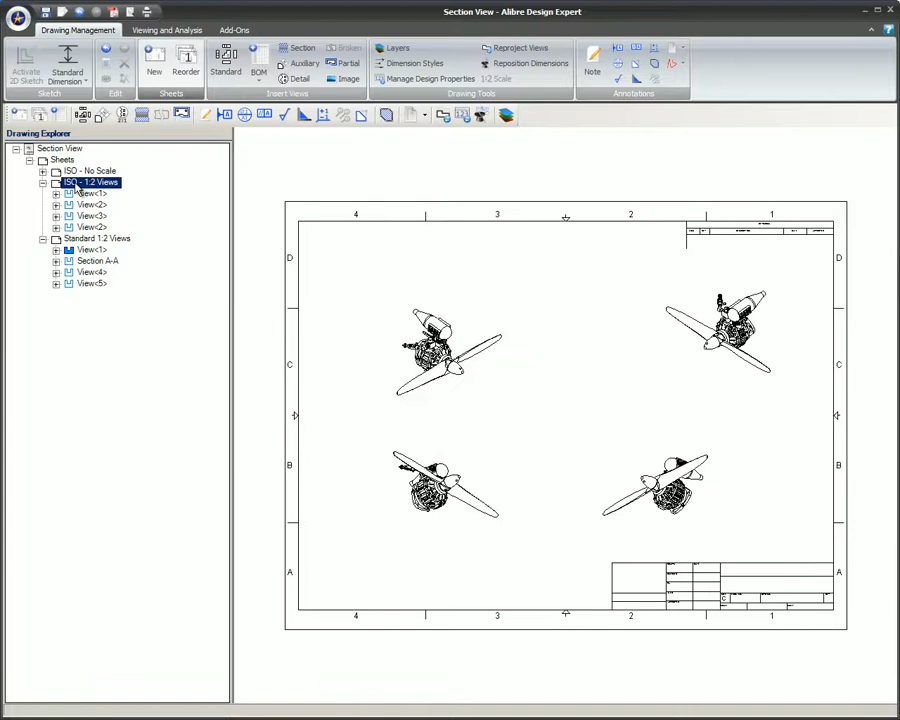 Section View - Alibre Design Expert
Drawing Management
Viewing and Analysis
Add-Ons
Activate
2D Sketch
Standard
Dimension
Sketch
Edit
New
Reorder
Sheets
Standard
BOM
Section
Auxiliary
Detail
Broken
Partial
Image
Insert Views
Layers
Dimension Styles
Manage Design Properties
Reproject Views
Reposition Dimensions
1:2 Scale
Drawing Tools
Note
Annotations
Drawing Explorer
Section View
Sheets
ISO - No Scale
ISO - 1:2 Views
View<1>
View<2>
View<3>
View<2>
Standard 1:2 Views
View<1>
Section A-A
View<4>
View<5>
4 3 2 1
D D
C C
B B
A A
C
4 3 2 1